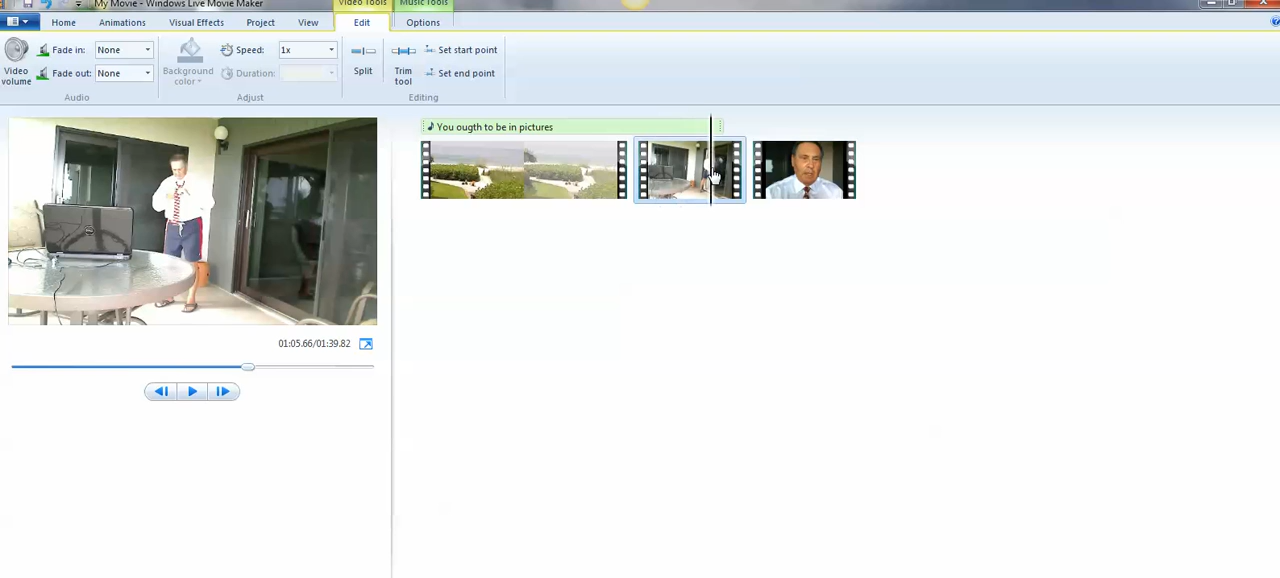 My Movie - Windows Live Movie Maker
Video Tools
Music Tools
Home
Animations
Visual Effects
Project
View
Edit
Options
Video volume
Fade in: None
Fade out: None
Audio
Background color
Speed: 1x
Duration:
Adjust
Split
Trim tool
Set start point
Set end point
Editing
You ougth to be in pictures
01:05.66/01:39.82